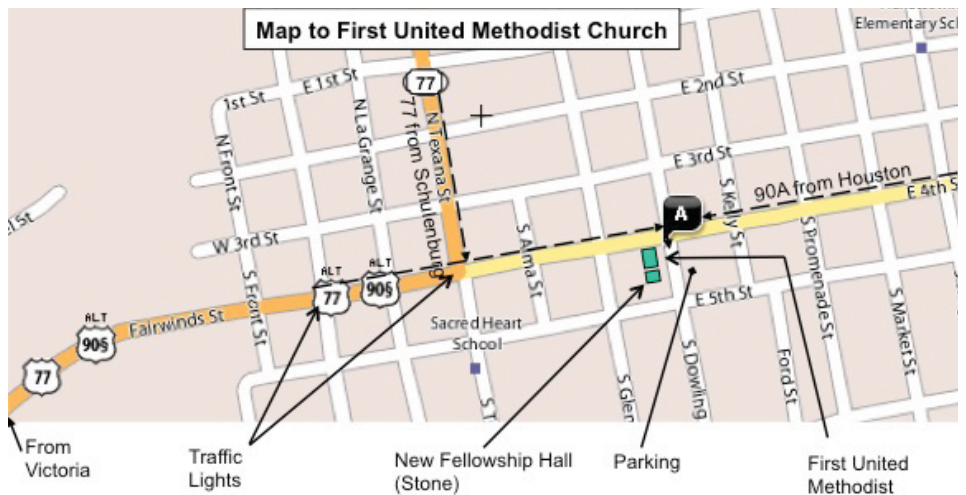 Map to First United Methodist Church
Elementary Sch
77
E 1st St
1st St
E 2nd St
N Front St
N La Grange St
N Texana St
77 from Schulenburg
E 3rd St
90A from Houston
E 4th S
A
S Kelly St
W 3rd St
S Alma St
S Promenade St
S Front St
ALT
77
ALT
90
E 5th St
Fairwinds St
ALT
90
77
Sacred Heart
School
S T
S Glen
S Dowling
Ford St
S Market St
From
Victoria
Traffic
Lights
New Fellowship Hall
(Stone)
Parking
First United
Methodist